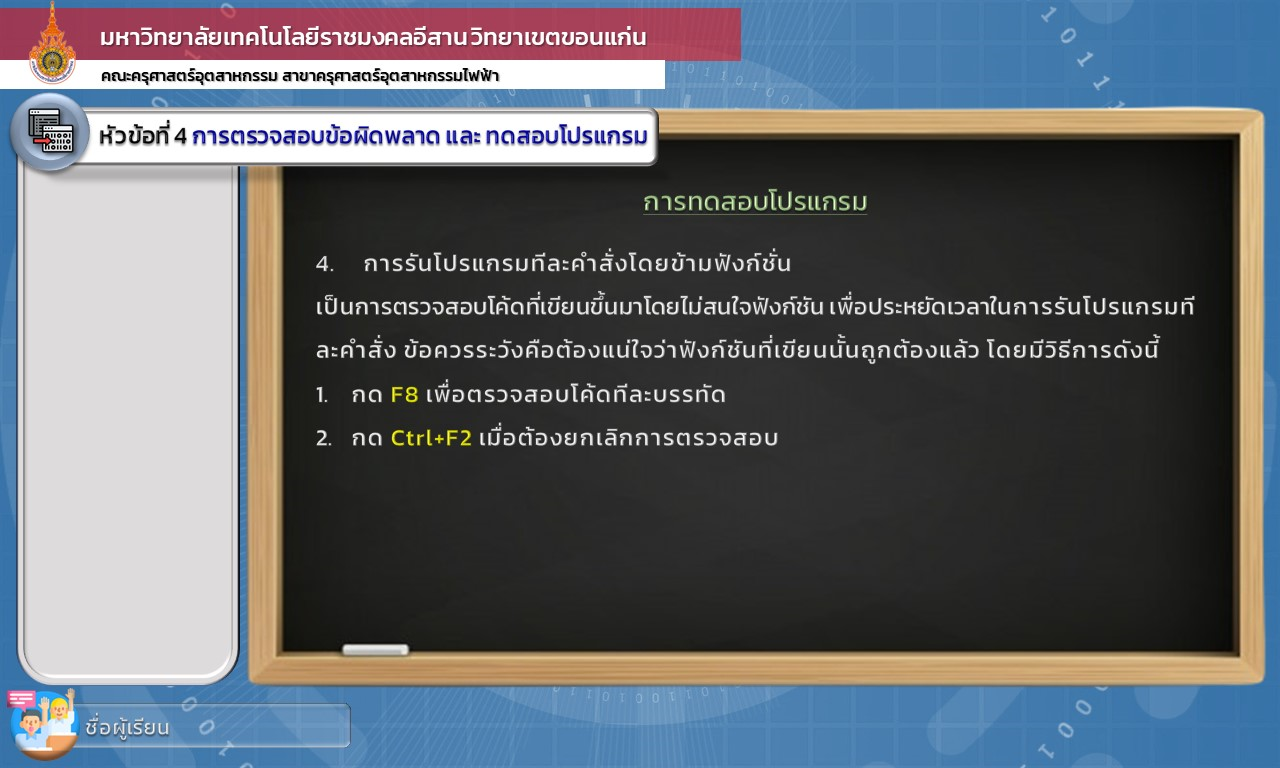 มหาวิทยาลัยเทคโนโลยีราชมงคลอีสาน วิทยาเขตขอนแก่น
คณะครุศาสตร์อุตสาหกรรม สาขาครุศาสตร์อุตสาหกรรมไฟฟ้า
หัวข้อที่ 4 การตรวจสอบข้อผิดพลาด และ ทดสอบโปรแกรม
การทดสอบโปรแกรม
4. การรันโปรแกรมทีละคำสั่งโดยข้ามฟังก์ชั่น
เป็นการตรวจสอบโค้ดที่เขียนขึ้นมาโดยไม่สนใจฟังก์ชัน เพื่อประหยัดเวลาในการรันโปรแกรมที
ละคำสั่ง ข้อควรระวังคือต้องแน่ใจว่าฟังก์ชันที่เขียนนั้นถูกต้องแล้ว โดยมีวิธีการดังนี้
1. กด F8 เพื่อตรวจสอบโค้ดทีละบรรทัด
2. กด Ctrl+F2 เมื่อต้องยกเลิกการตรวจสอบ
ชื่อผู้เรียน